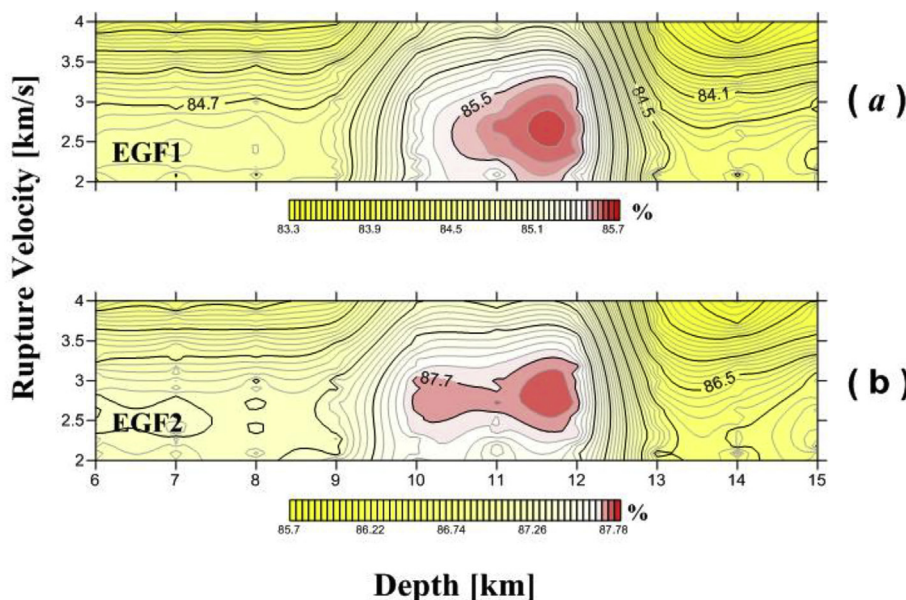 4
3.5
3
2.5
2
84.7
85.5
84.5
84.1
EGF1
( a )
83.3 83.9 84.5 85.1 85.7 %
Rupture Velocity [km/s]
4
3.5
3
2.5
2
87.7
86.5
EGF2
( b )
6 7 8 9 10 11 12 13 14 15
85.7 86.22 86.74 87.26 87.78 %
Depth [km]